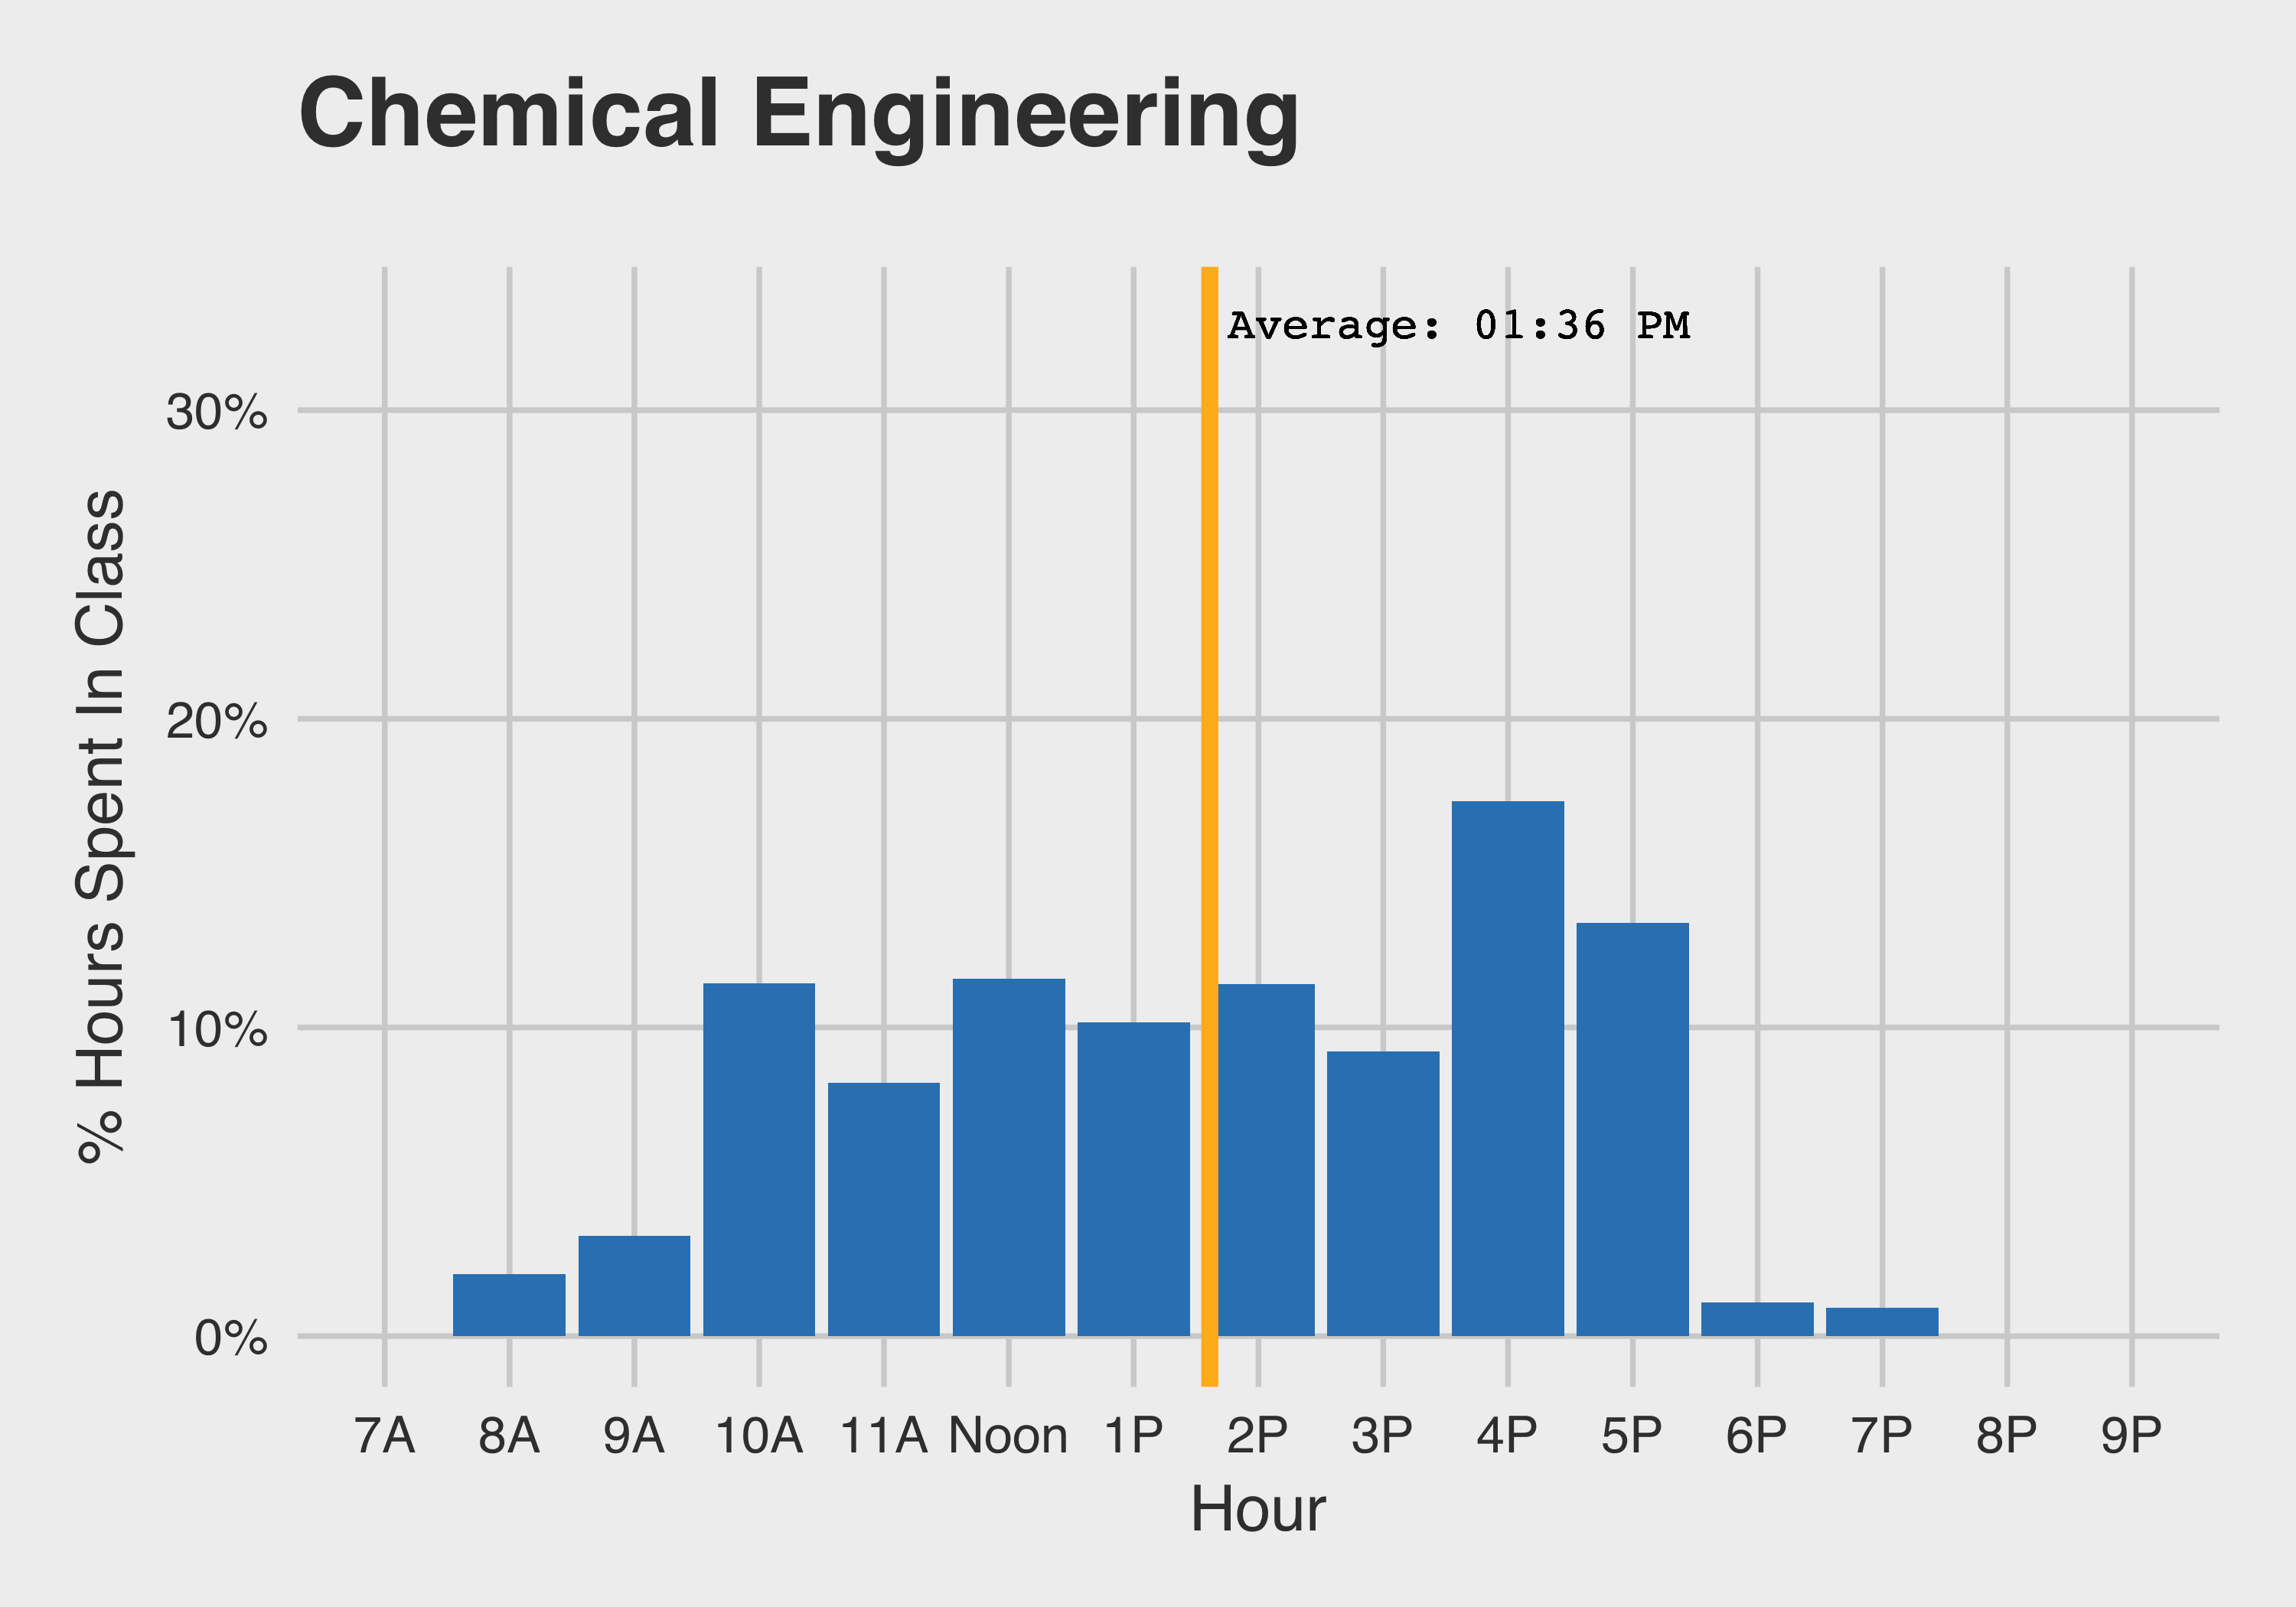 Chemical Engineering
Average: 01:36 PM
30%
20%
10%
0%
% Hours Spent In Class
7A 8A 9A 10A 11A Noon 1P 2P 3P 4P 5P 6P 7P 8P 9P
Hour